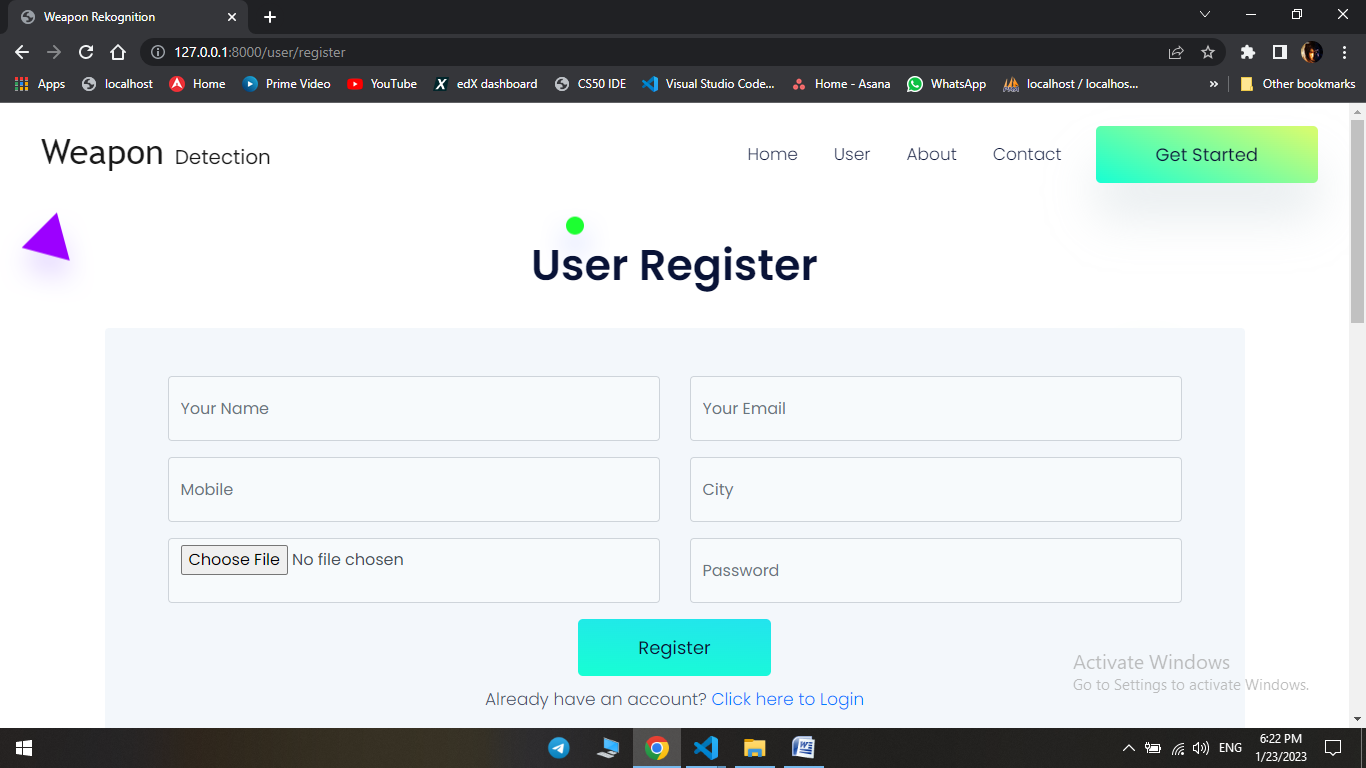 Weapon Rekognition
127.0.0.1:8000/user/register
Apps localhost Home Prime Video YouTube edX dashboard CS50 IDE Visual Studio Code... Home - Asana WhatsApp localhost / localhos... » Other bookmarks
Weapon Detection Home User About Contact Get Started
User Register
Your Name Your Email
Mobile City
Choose File No file chosen Password
Register
Activate Windows
Go to Settings to activate Windows.
Already have an account? Click here to Login
ENG 6:22 PM
1/23/2023